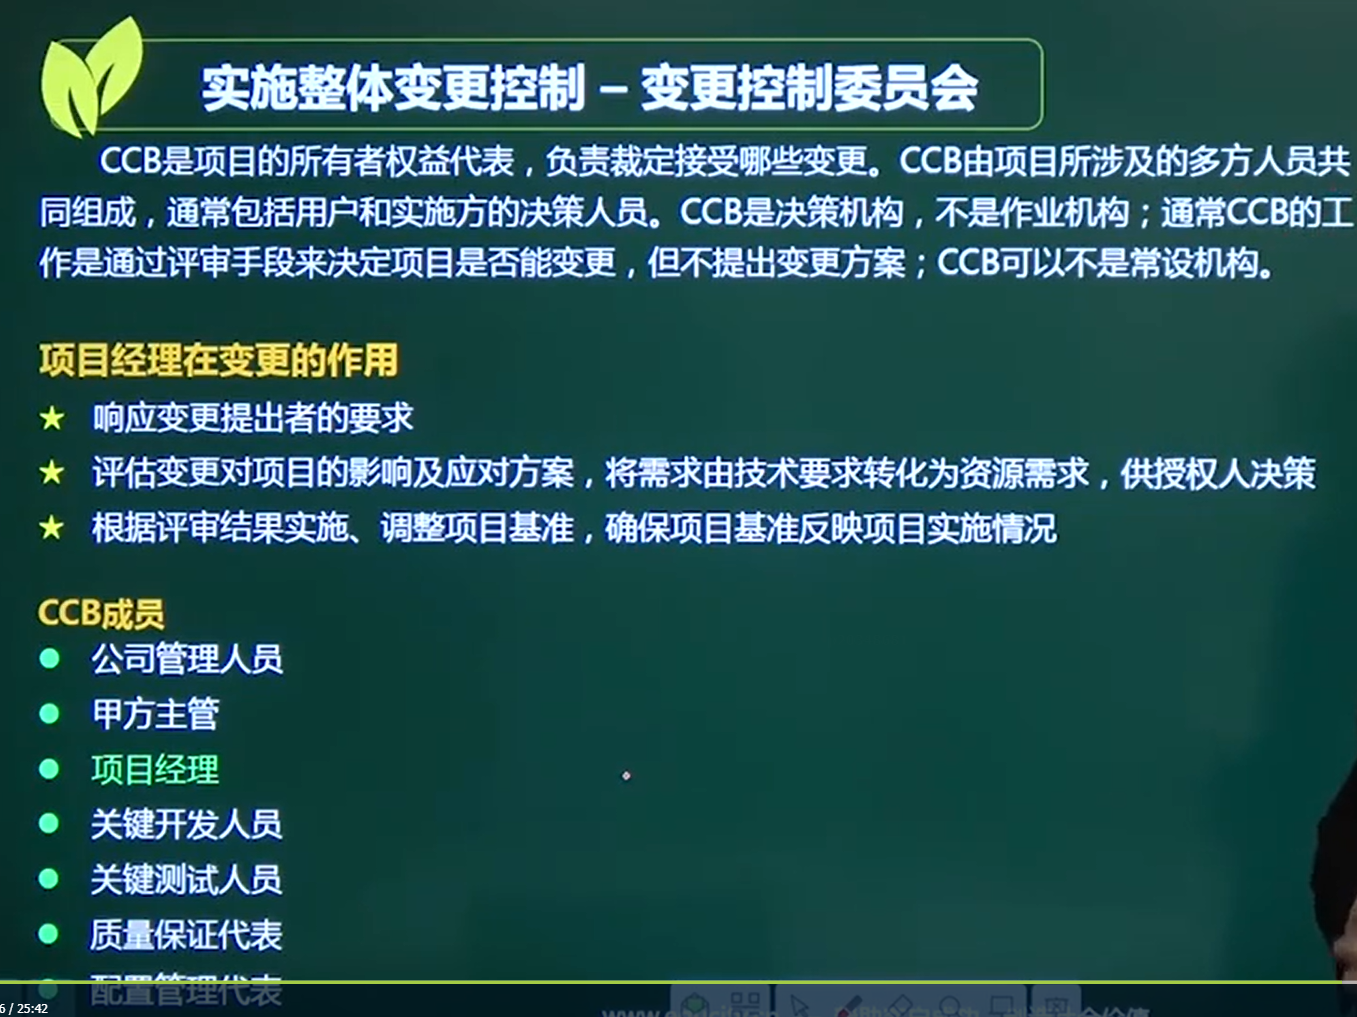 实施整体变更控制 – 变更控制委员会
CCB是项目的所有者权益代表，负责裁定接受哪些变更。CCB由项目所涉及的多方人员共
同组成，通常包括用户和实施方的决策人员。CCB是决策机构，不是作业机构；通常CCB的工
作是通过评审手段来决定项目是否能变更，但不提出变更方案；CCB可以不是常设机构。
项目经理在变更的作用
★ 响应变更提出者的要求
★ 评估变更对项目的影响及应对方案，将需求由技术要求转化为资源需求，供授权人决策
★ 根据评审结果实施、调整项目基准，确保项目基准反映项目实施情况
CCB成员
● 公司管理人员
● 甲方主管
● 项目经理
● 关键开发人员
● 关键测试人员
● 质量保证代表
● 配置管理代表
6 / 25:42